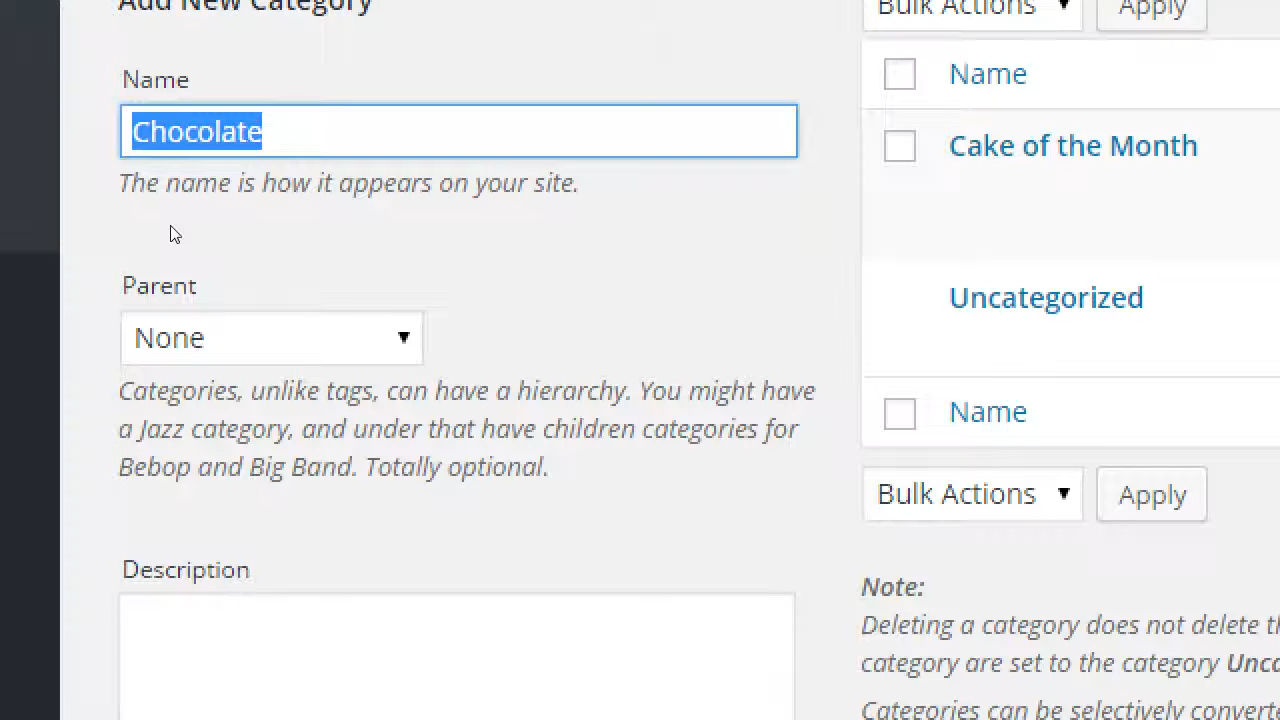 Add New Category
Name
Chocolate
The name is how it appears on your site.
Parent
None
Categories, unlike tags, can have a hierarchy. You might have
a Jazz category, and under that have children categories for
Bebop and Big Band. Totally optional.
Description
Bulk Actions
Apply
Name
Cake of the Month
Uncategorized
Name
Bulk Actions
Apply
Note:
Deleting a category does not delete
category are set to the category
Categories can be selectively